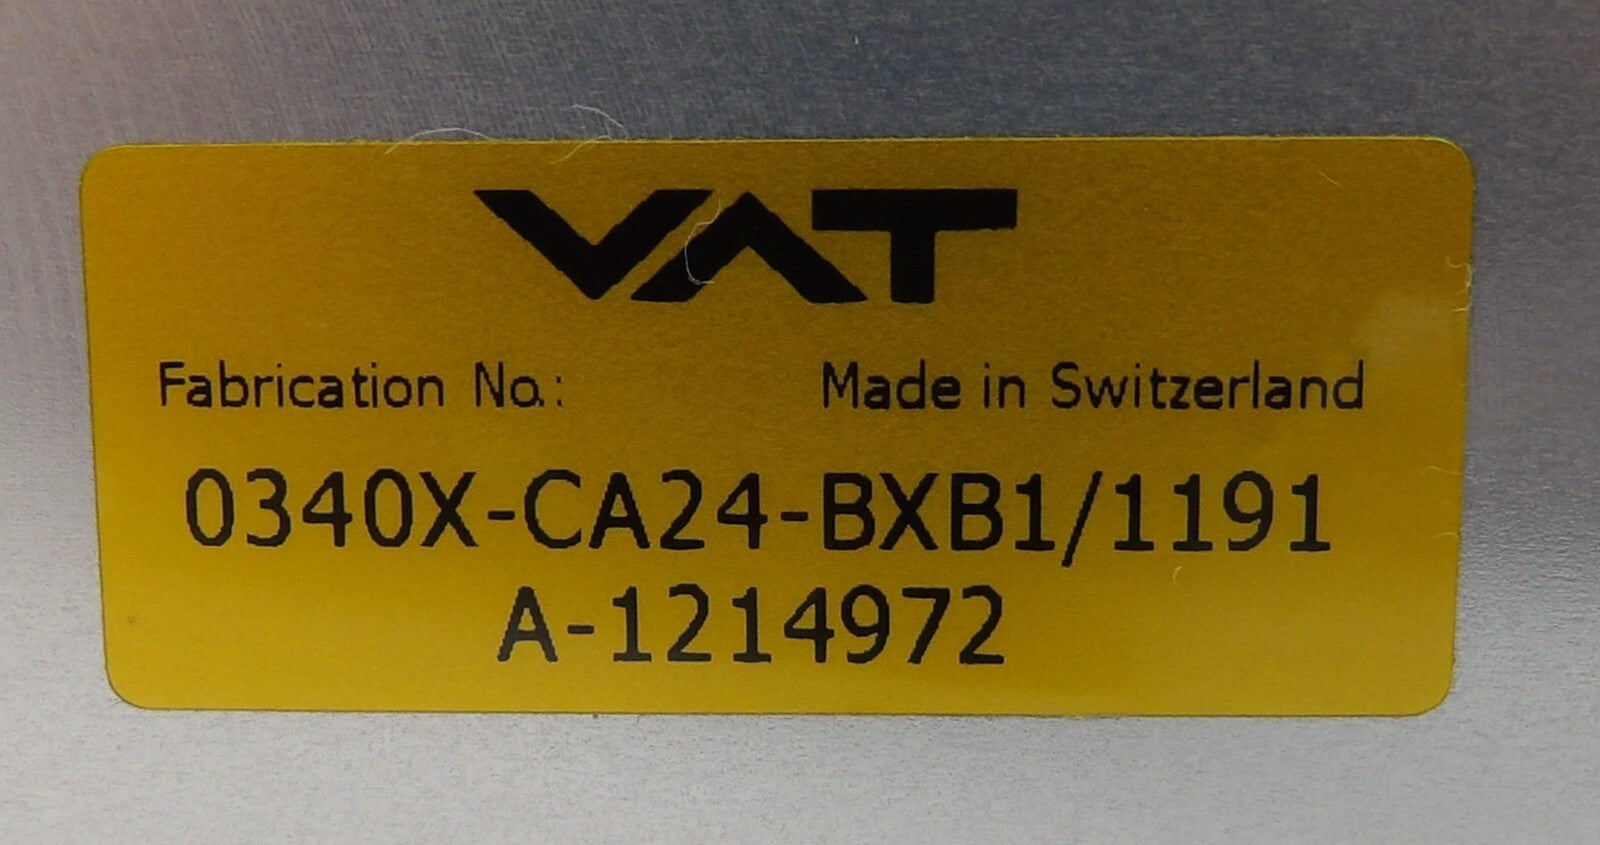 VAT
Fabrication No.: Made in Switzerland
0340X-CA24-BXB1/1191
A-1214972